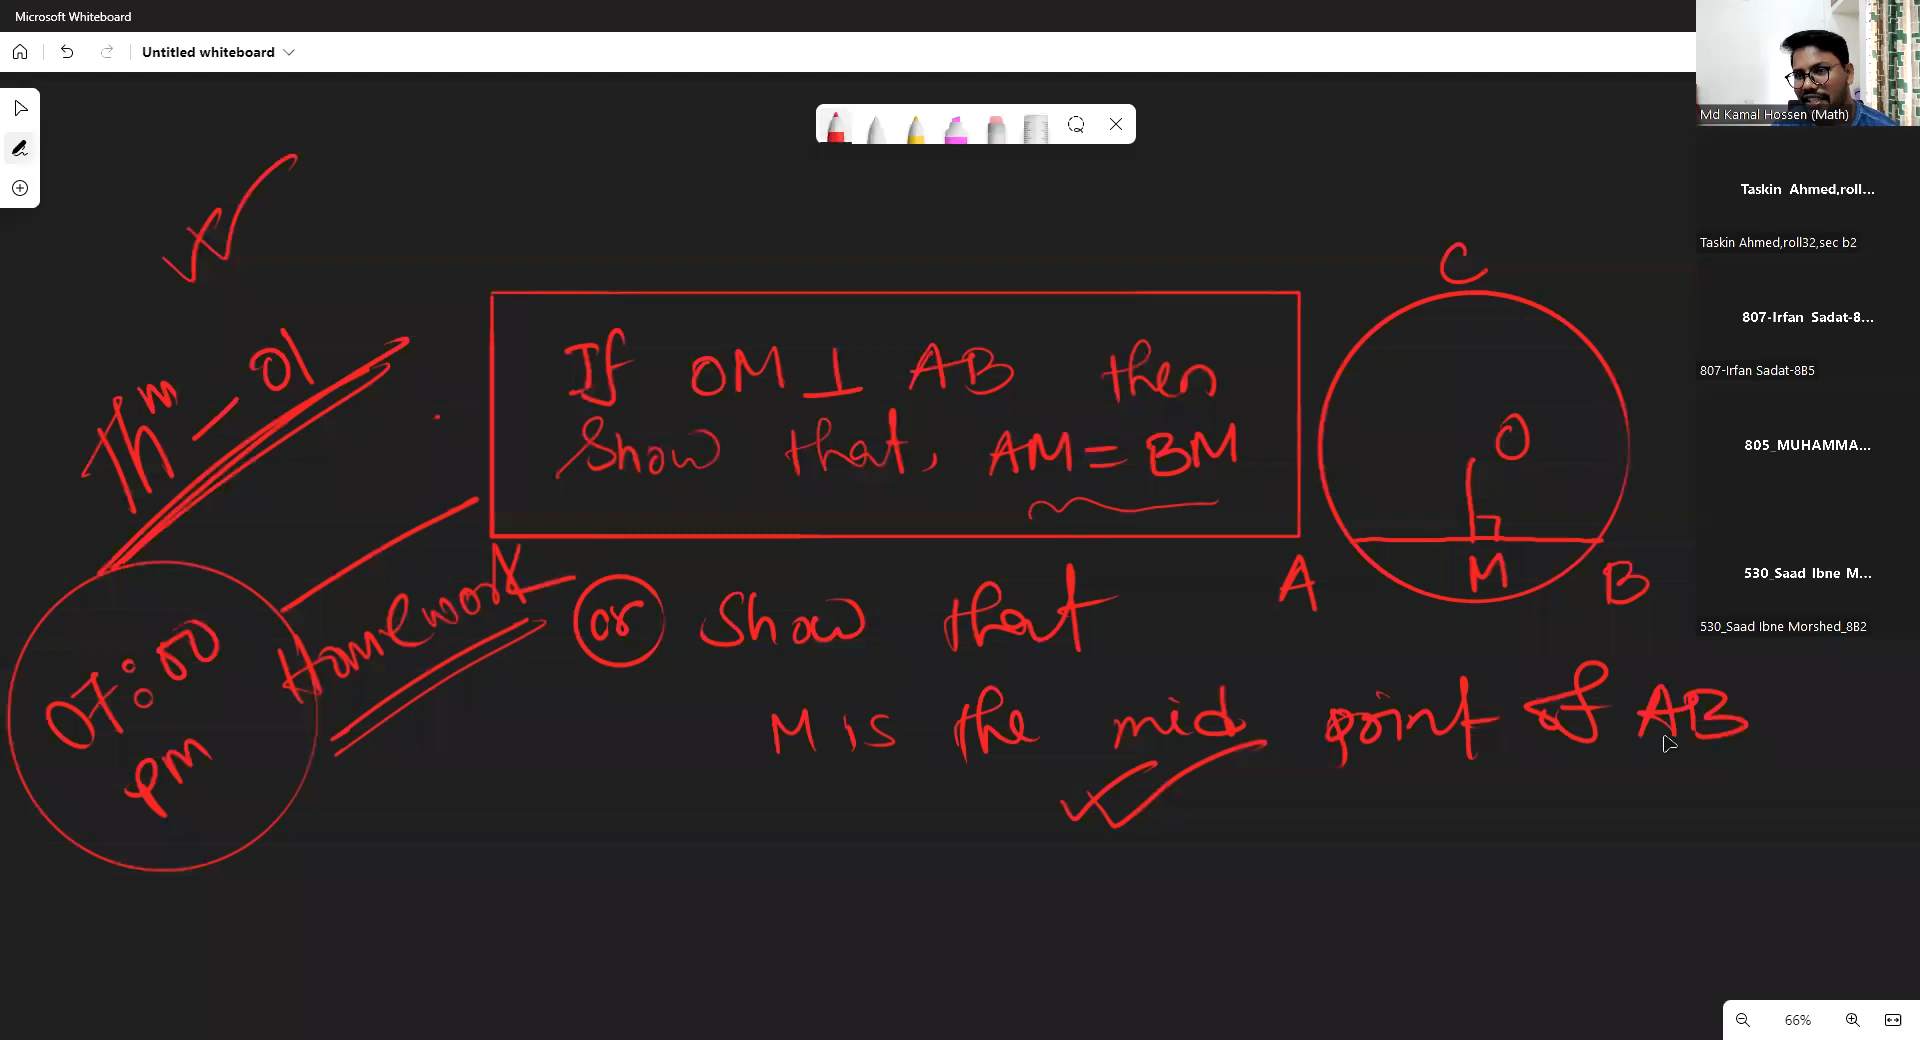 Microsoft Whiteboard
Untitled whiteboard
Md Kamal Hossen (Math)
Taskin Ahmed,roll...
Taskin Ahmed,roll32,sec b2
807-Irfan Sadat-8...
807-Irfan Sadat-8B5
805_MUHAMMA...
530_Saad Ibne M...
530_Saad Ibne Morshed_8B2
Thm-01
If OM ⊥ AB then
Show that, AM = BM
C
O
A M B
Homework
07:00
pm
or Show that
M is the mid point of AB
66%